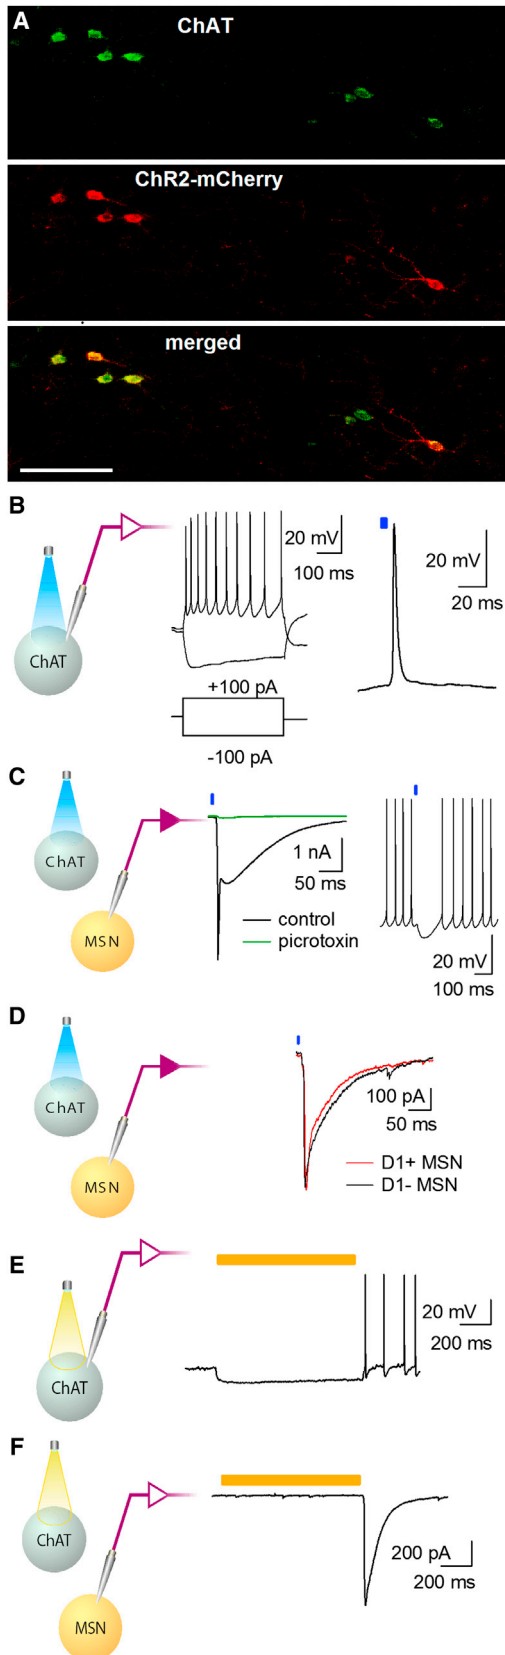 A
ChAT
ChR2-mCherry
merged
B
ChAT
20 mV
100 ms
+100 pA
-100 pA
20 mV
20 ms
C
ChAT
MSN
1 nA
50 ms
control
picrotoxin
20 mV
100 ms
D
ChAT
MSN
100 pA
50 ms
D1+ MSN
D1- MSN
E
ChAT
20 mV
200 ms
F
ChAT
MSN
200 pA
200 ms